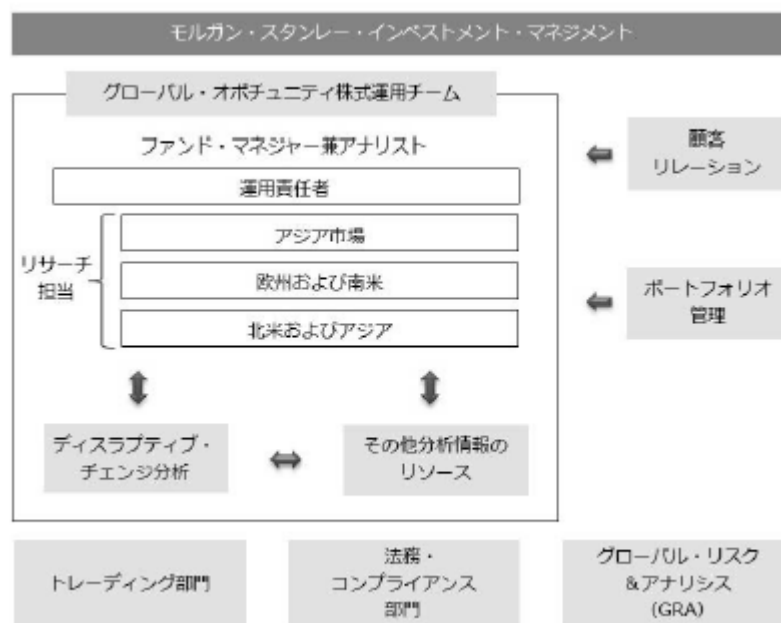 モルガン・スタンレー・インベストメント・マネジメント
グローバル・オポチュニティ株式運用チーム
ファンド・マネジャー兼アナリスト
運用責任者
リサーチ
担当
アジア市場
欧州および南米
北米およびアジア
ディスラプティブ・
チェンジ分析
その他分析情報の
リソース
顧客
リレーション
ポートフォリオ
管理
トレーディング部門
法務・
コンプライアンス
部門
グローバル・リスク
&アナリシス
(GRA)